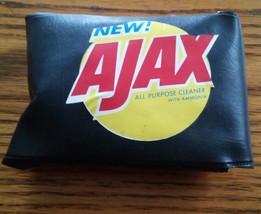 NEW!
AJAX
ALL PURPOSE CLEANER
WITH AMMONIA